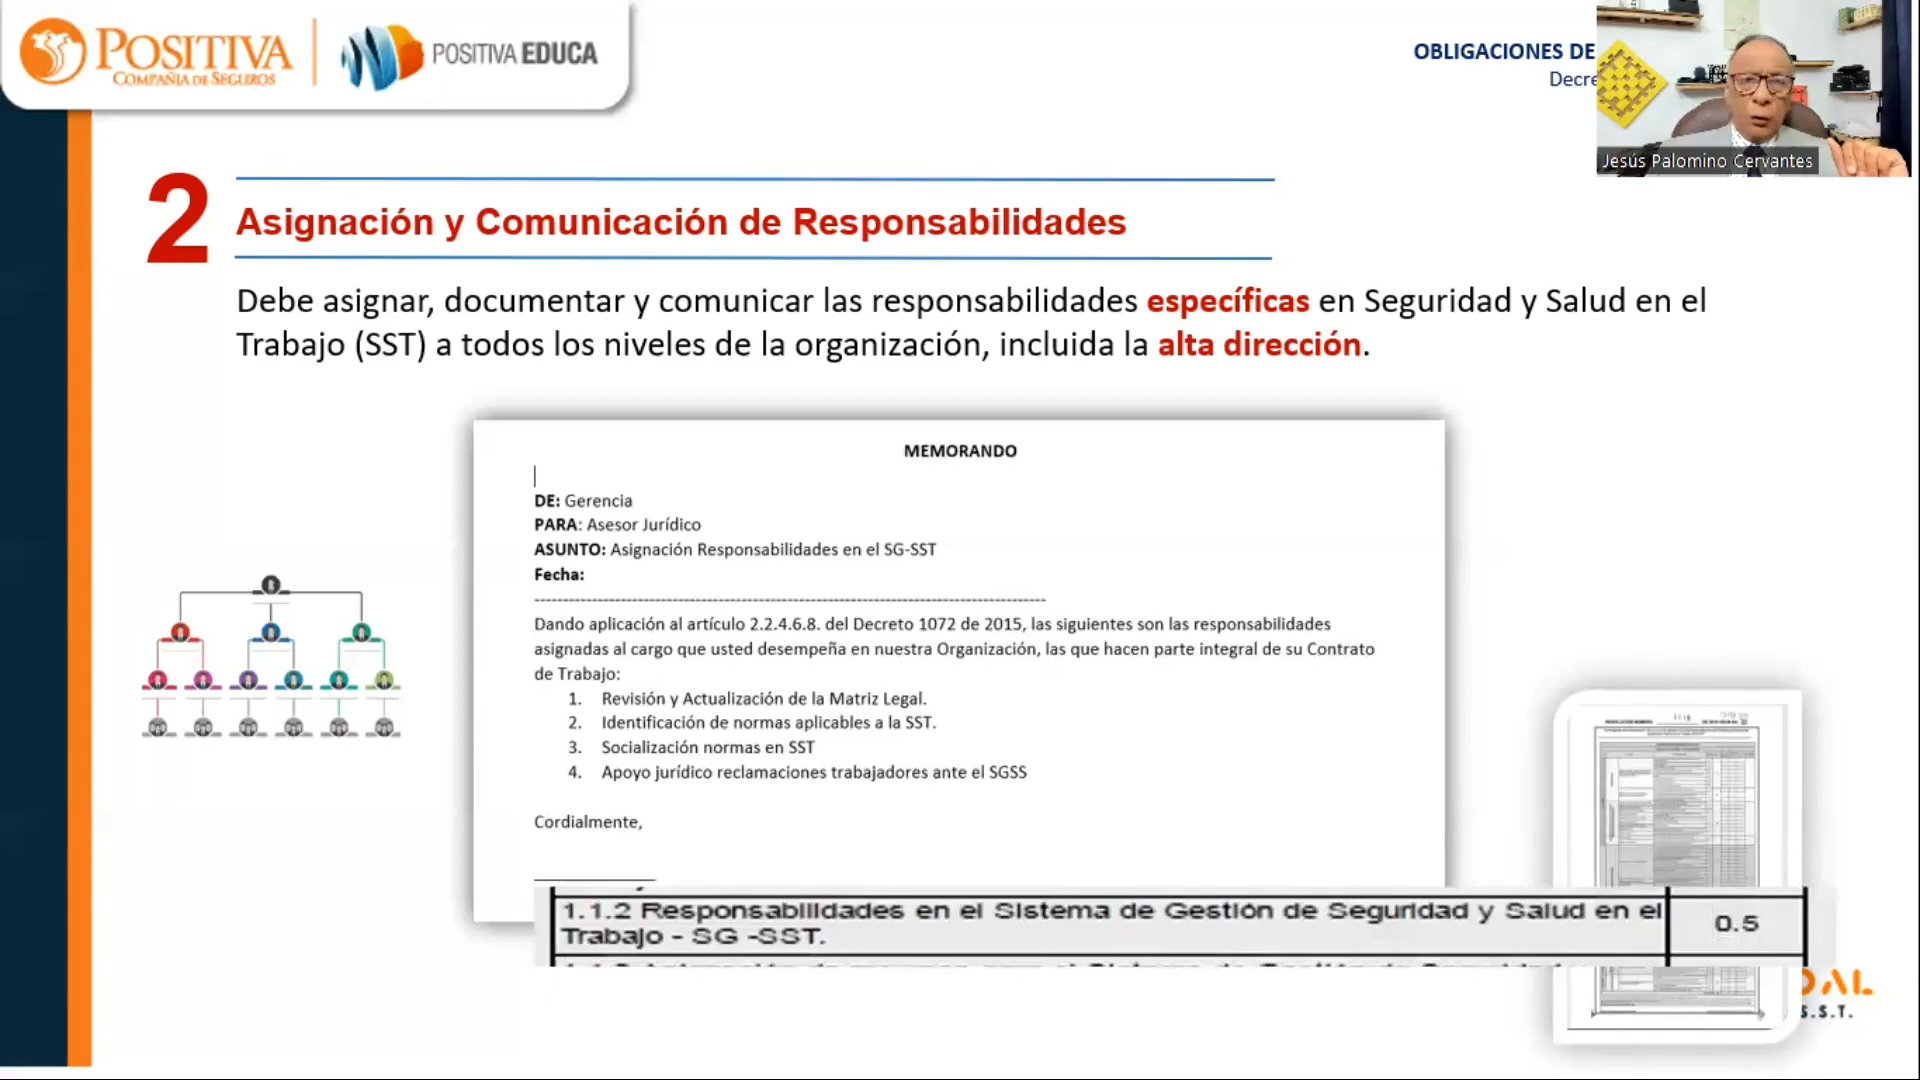 POSITIVA
COMPAÑIA DE SEGUROS
POSITIVA EDUCA
OBLIGACIONES DE
Jesús Palomino Cervantes
2
Asignación y Comunicación de Responsabilidades
Debe asignar, documentar y comunicar las responsabilidades específicas en Seguridad y Salud en el
Trabajo (SST) a todos los niveles de la organización, incluida la alta dirección.
MEMORANDO
DE: Gerencia
PARA: Asesor Jurídico
ASUNTO: Asignación Responsabilidades en el SG-SST
Fecha:
Dando aplicación al artículo 2.2.4.6.8. del Decreto 1072 de 2015, las siguientes son las responsabilidades
asignadas al cargo que usted desempeña en nuestra Organización, las que hacen parte integral de su Contrato
de Trabajo:
1. Revisión y Actualización de la Matriz Legal.
2. Identificación de normas aplicables a la SST.
3. Socialización normas en SST
4. Apoyo jurídico reclamaciones trabajadores ante el SGSS
Cordialmente,
1.1.2 Responsabilidades en el Sistema de Gestión de Seguridad y Salud en el
Trabajo - SG -SST.
0.5
S.S.T.